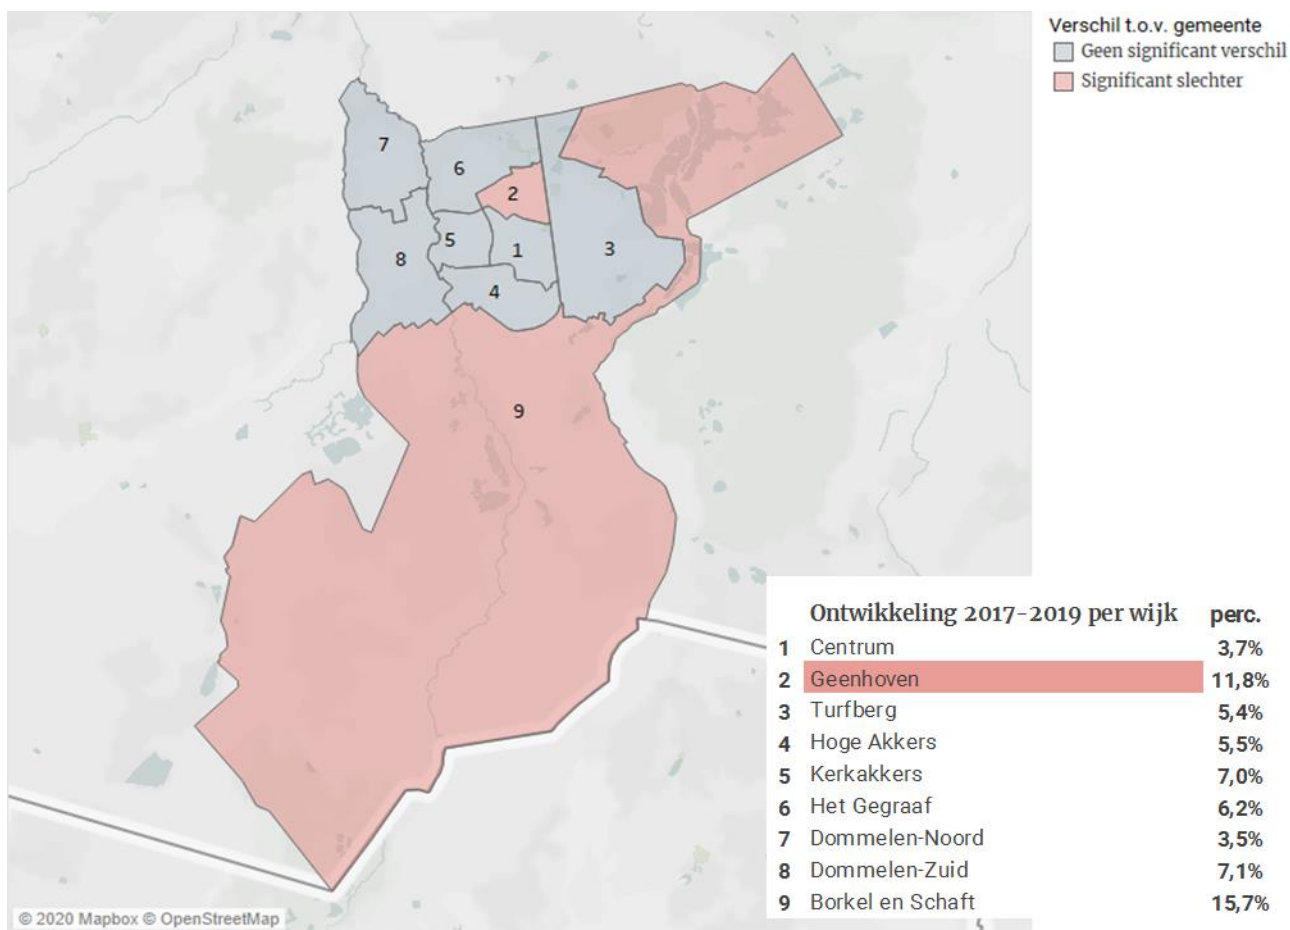 Verschil t.o.v. gemeente
Geen significant verschil
Significant slechter
7
6
2
5
1
3
8
4
9
Ontwikkeling 2017-2019 per wijk perc.
1 Centrum 3,7%
2 Geenhoven 11,8%
3 Turfberg 5,4%
4 Hoge Akkers 5,5%
5 Kerkakkers 7,0%
6 Het Gegraaf 6,2%
7 Dommelen-Noord 3,5%
8 Dommelen-Zuid 7,1%
9 Borkel en Schaft 15,7%
© 2020 Mapbox © OpenStreetMap